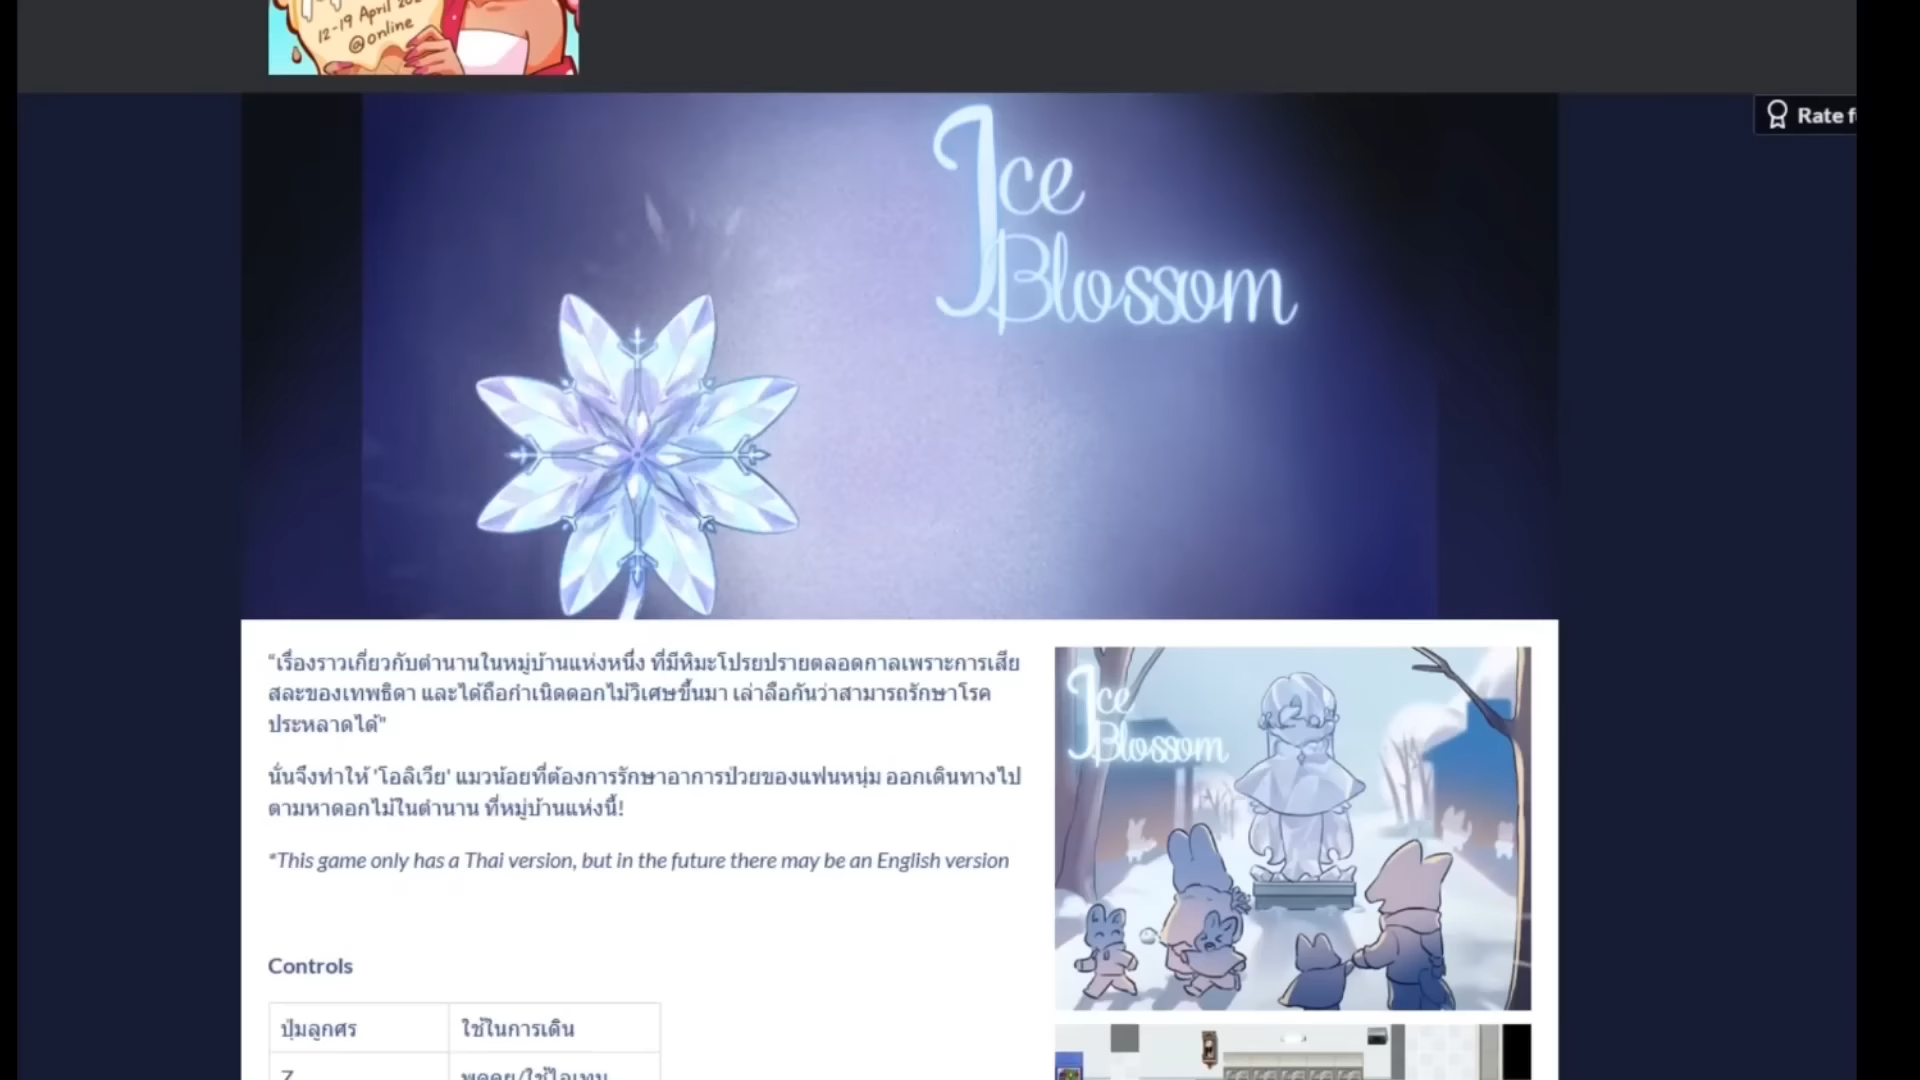 12-19 April
@online
Rate
Ice
Blossom
“เรื่องราวเกี่ยวกับตำนานในหมู่บ้านแห่งหนึ่ง ที่มีหิมะโปรยปรายตลอดกาลเพราะการเสีย
สละของเทพธิดา และได้ถือกำเนิดดอกไม้วิเศษขึ้นมา เล่าลือกันว่าสามารถรักษาโรค
ประหลาดได้”
นั่นจึงทำให้ 'โอลิเวีย' แมวน้อยที่ต้องการรักษาอาการป่วยของแฟนหนุ่ม ออกเดินทางไป
ตามหาดอกไม้ในตำนาน ที่หมู่บ้านแห่งนี้!
*This game only has a Thai version, but in the future there may be an English version
Ice
Blossom
Controls
ปุ่มลูกศร ใช้ในการเดิน
Z พูดคุย/ใช้ไอเทม